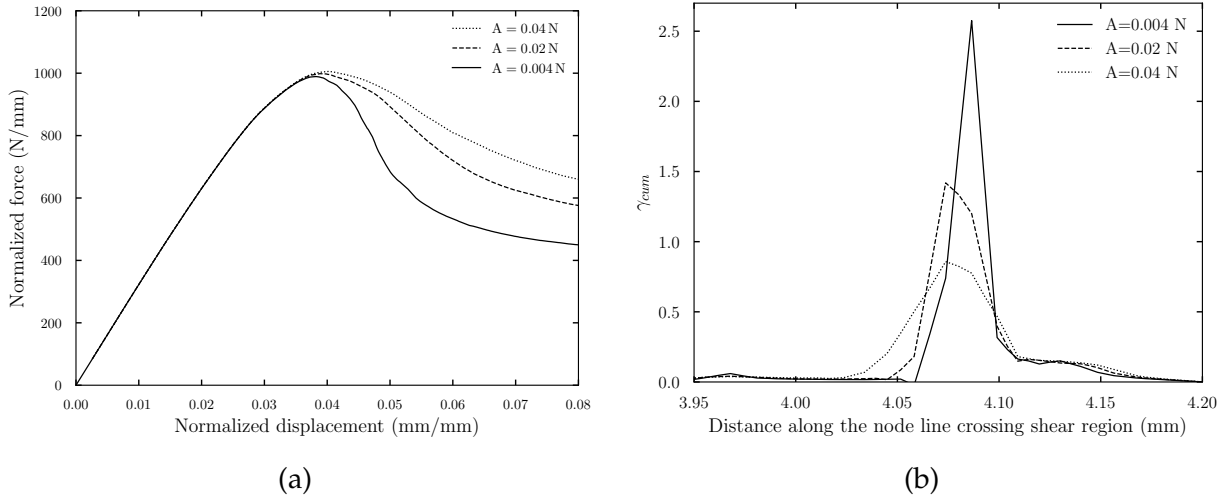 1200
1000
800
600
400
200
0
0.00 0.01 0.02 0.03 0.04 0.05 0.06 0.07 0.08
Normalized displacement (mm/mm)
Normalized force (N/mm)
A = 0.04 N
A = 0.02 N
A = 0.004 N
(a)
2.5
2.0
1.5
1.0
0.5
0.0
3.95 4.00 4.05 4.10 4.15 4.20
Distance along the node line crossing shear region (mm)
γcum
A=0.004 N
A=0.02 N
A=0.04 N
(b)